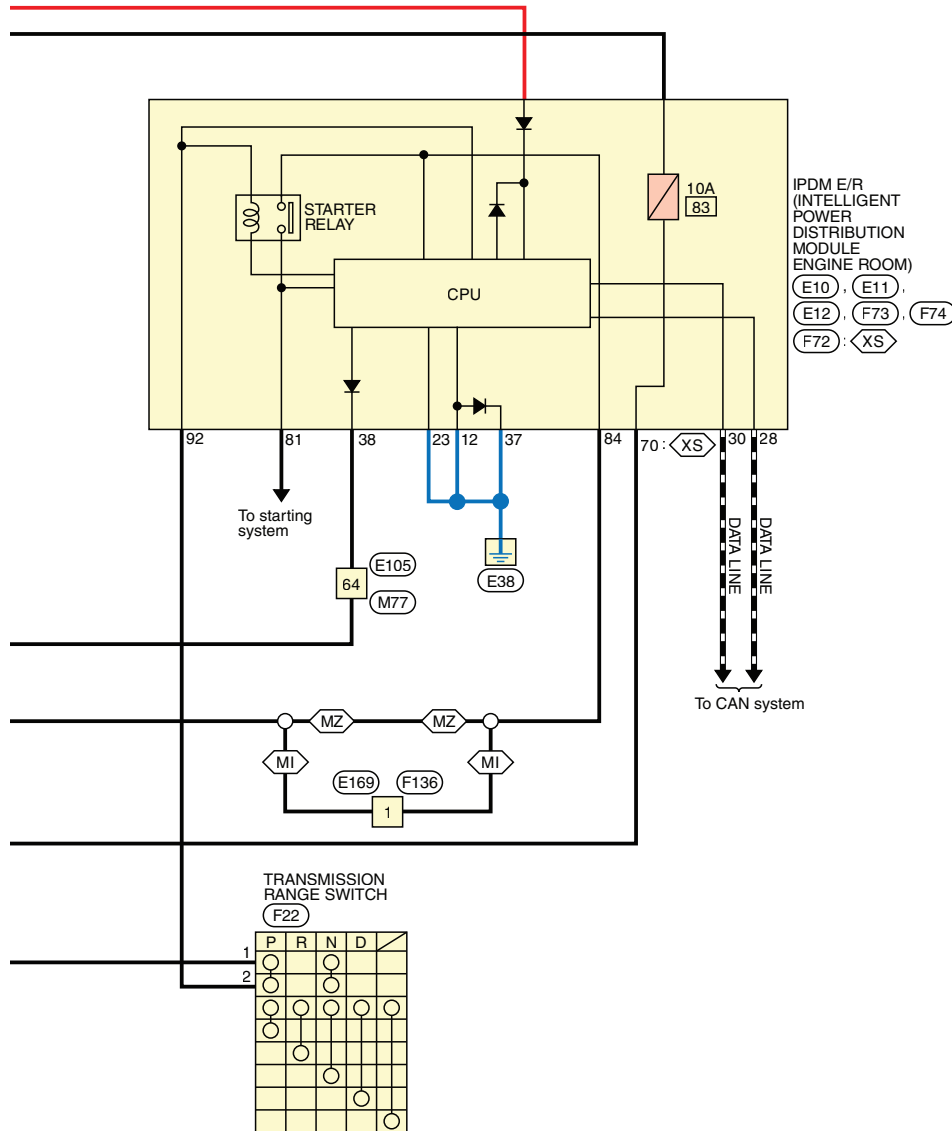 10A
83
STARTER
RELAY
CPU
IPDM E/R
(INTELLIGENT
POWER
DISTRIBUTION
MODULE
ENGINE ROOM)
E10 , E11 ,
E12 , F73 , F74
F72 : XS
92 81 38 23 12 37 84 70 : XS 30 28
To starting
system
DATA LINE
DATA LINE
E105
64
M77
E38
To CAN system
MZ MZ
MI MI
E169 F136
1
TRANSMISSION
RANGE SWITCH
F22
P R N D
1
2